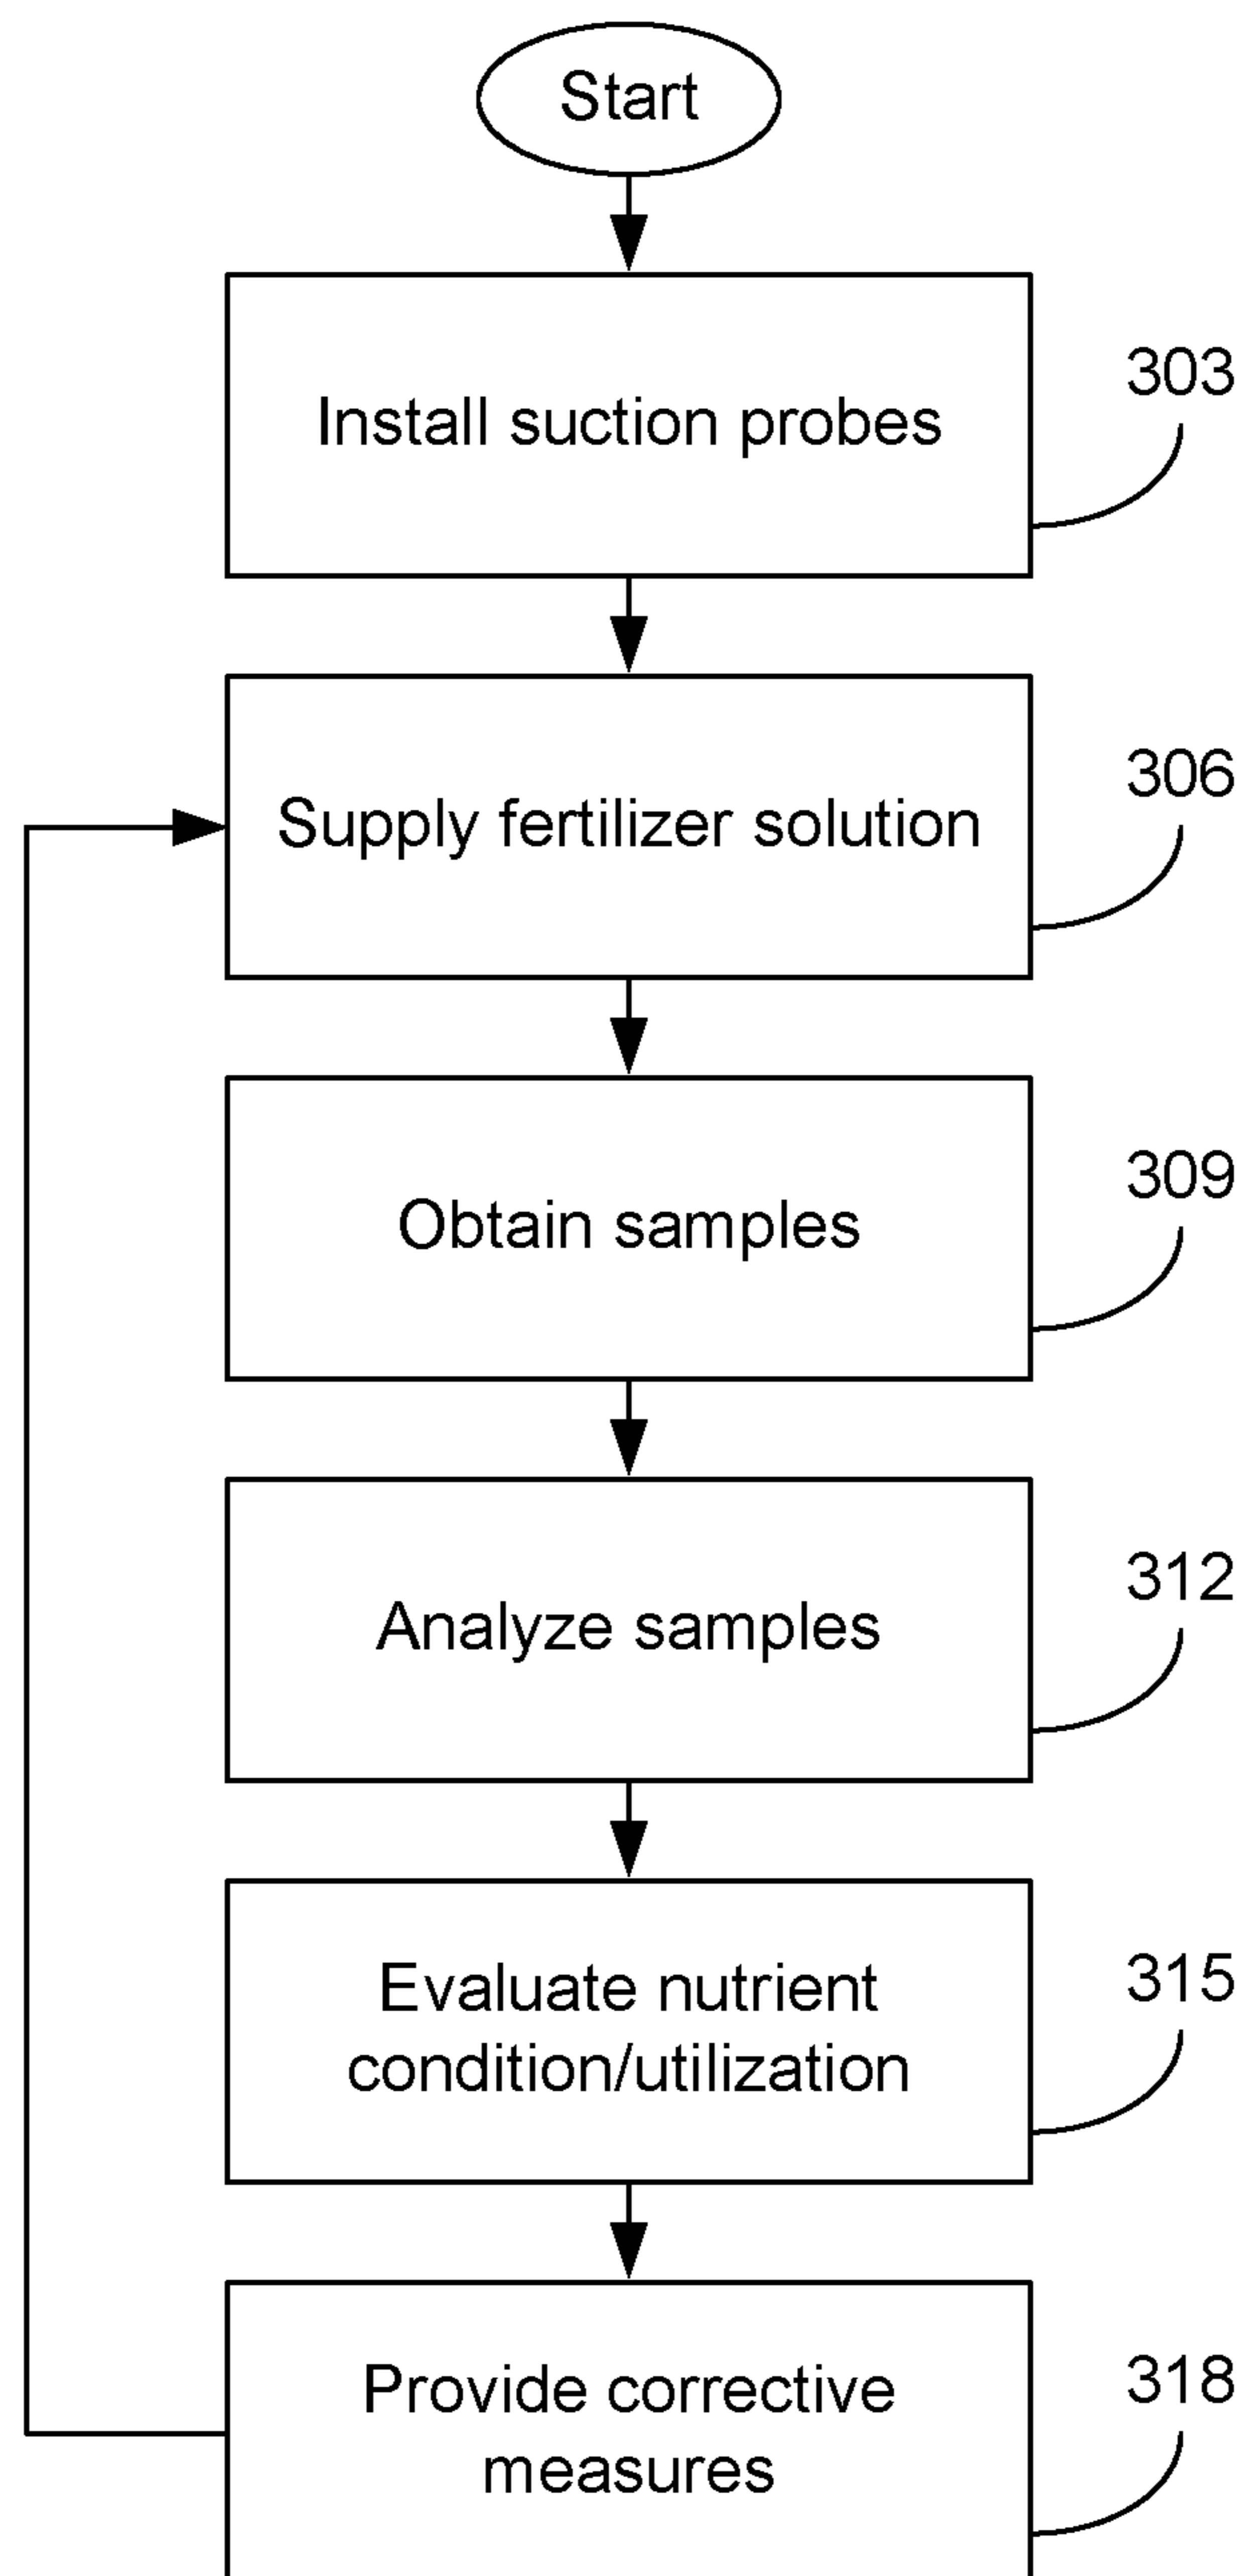 Start
Install suction probes
303
Supply fertilizer solution
306
Obtain samples
309
Analyze samples
312
Evaluate nutrient
condition/utilization
315
Provide corrective
measures
318